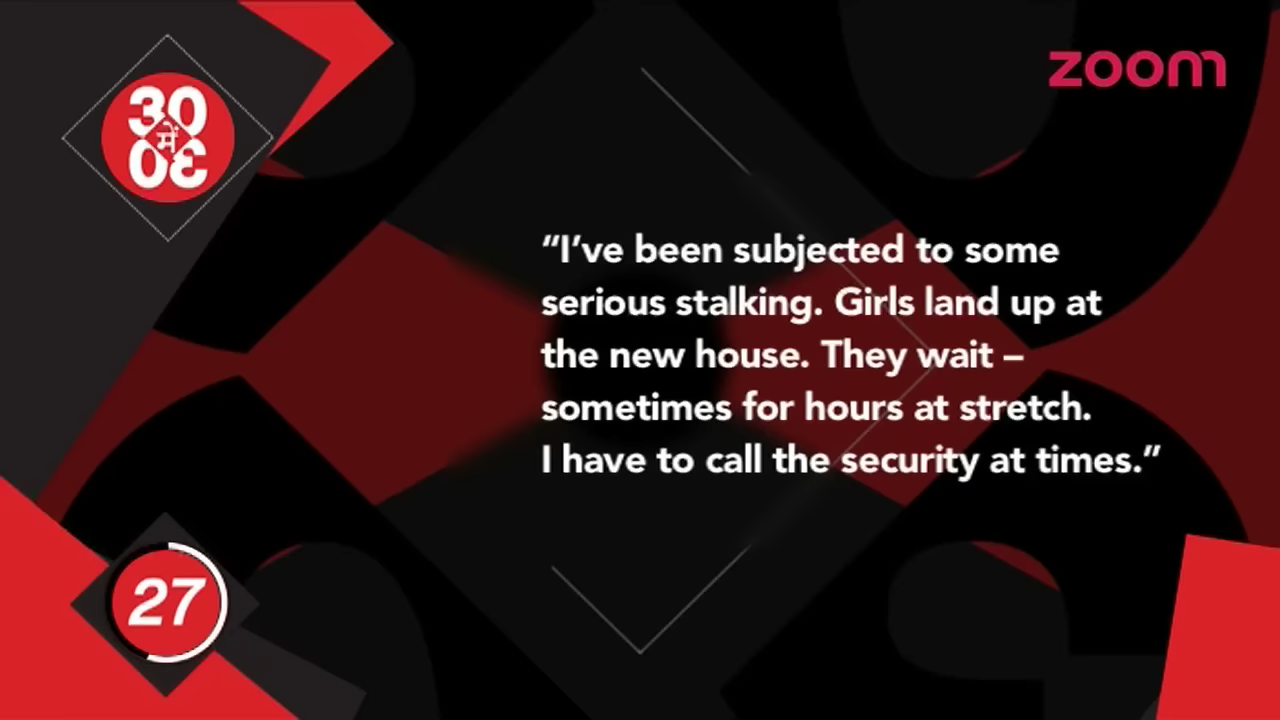 30
में
30
zoom
“I’ve been subjected to some
serious stalking. Girls land up at
the new house. They wait –
sometimes for hours at stretch.
I have to call the security at times.”
27